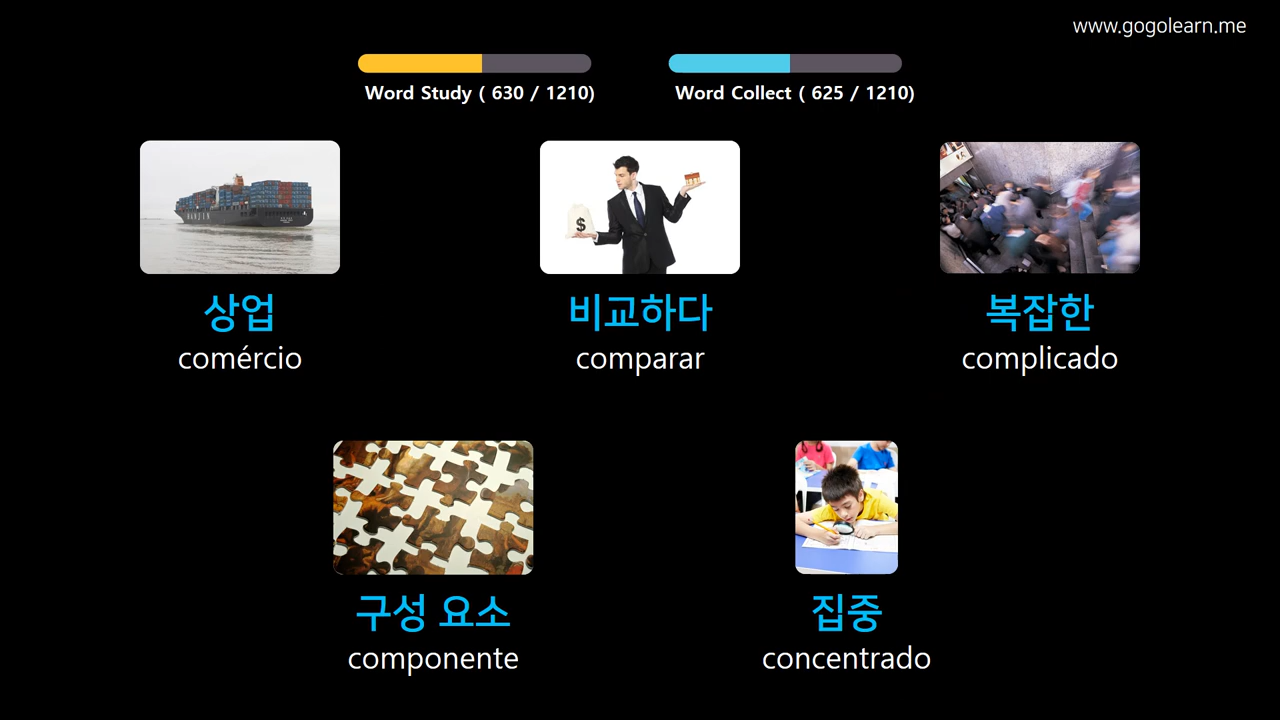 www.gogolearn.me
Word Study ( 630 / 1210)
Word Collect ( 625 / 1210)
$
상업
comércio
비교하다
comparar
복잡한
complicado
구성 요소
componente
집중
concentrado